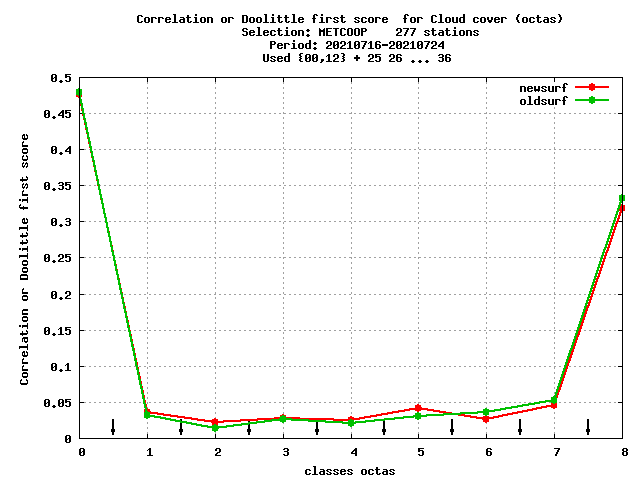 Correlation or Doolittle first score  for Cloud cover (octas)
Selection: METCOOP    277 stations
Period: 20210716-20210724
Used {00,12} + 25 26 ... 36
newsurf
oldsurf
Correlation or Doolittle first score
0.5
0.45
0.4
0.35
0.3
0.25
0.2
0.15
0.1
0.05
0
0 1 2 3 4 5 6 7 8
classes octas